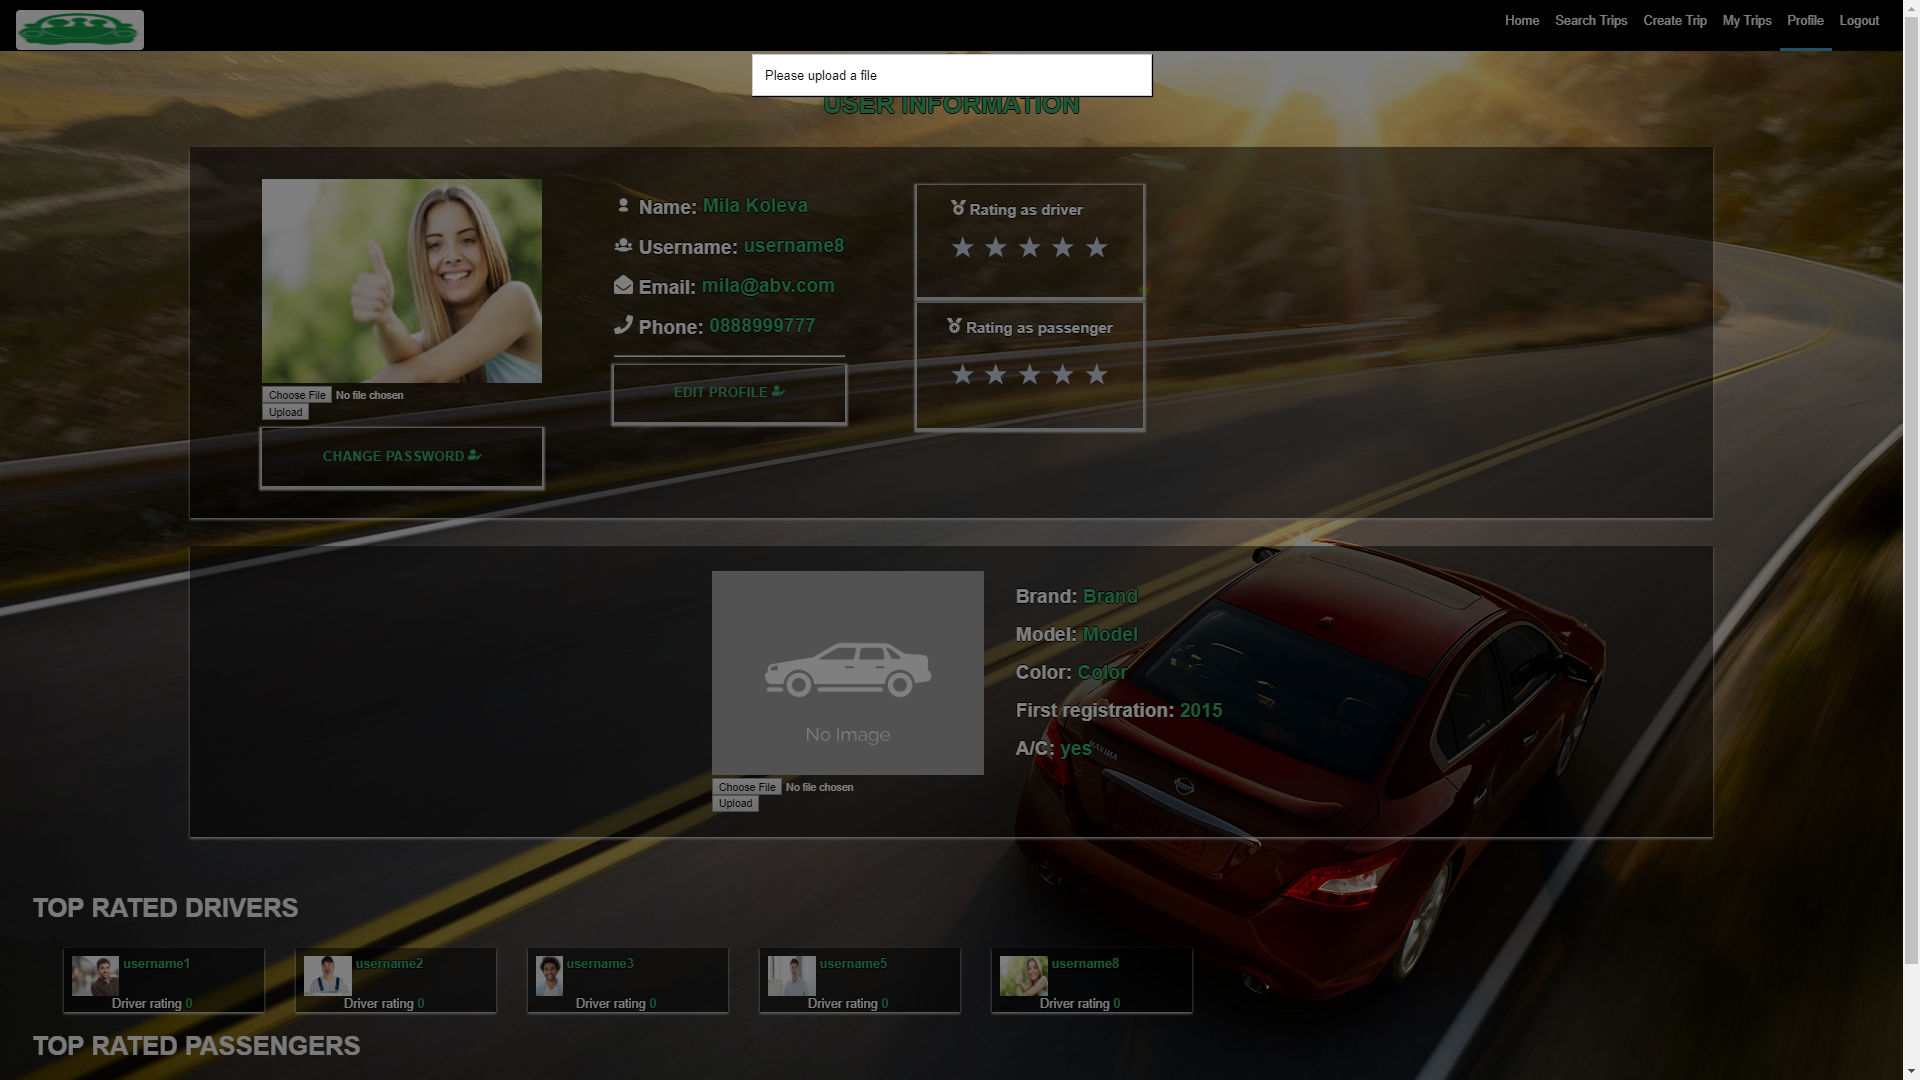 Home Search Trips Create Trip My Trips Profile Logout
Please upload a file
USER INFORMATION
Name: Mila Koleva
Username: username8
Email: mila@abv.com
Phone: 0888999777
EDIT PROFILE
Choose File No file chosen
Upload
CHANGE PASSWORD
Rating as driver
Rating as passenger
No Image
Choose File No file chosen
Upload
Brand: Brand
Model: Model
Color: Color
First registration: 2015
A/C: yes
MAXIMA
TOP RATED DRIVERS
username1
Driver rating 0
username2
Driver rating 0
username3
Driver rating 0
username5
Driver rating 0
username8
Driver rating 0
TOP RATED PASSENGERS